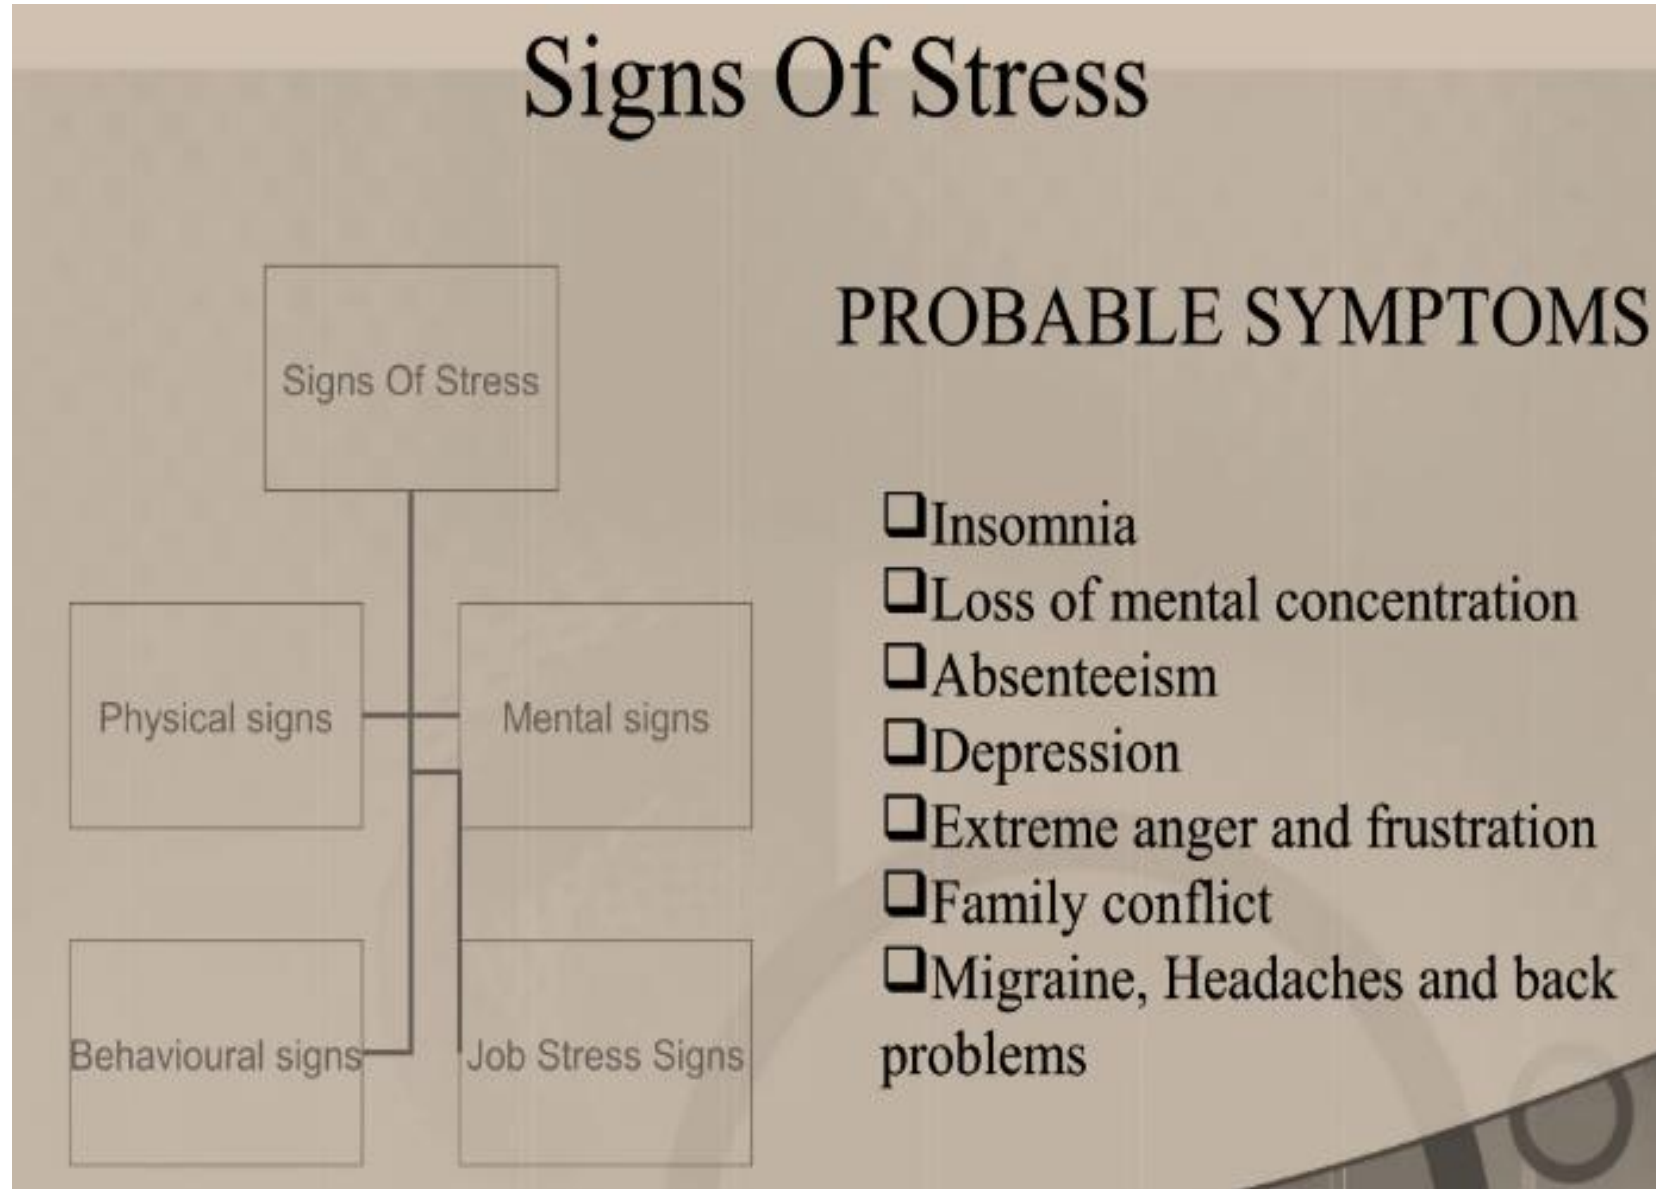 Signs Of Stress
Signs Of Stress
Physical signs
Mental signs
Behavioural signs
Job Stress Signs
PROBABLE SYMPTOMS
❑Insomnia
❑Loss of mental concentration
❑Absenteeism
❑Depression
❑Extreme anger and frustration
❑Family conflict
❑Migraine, Headaches and back
problems